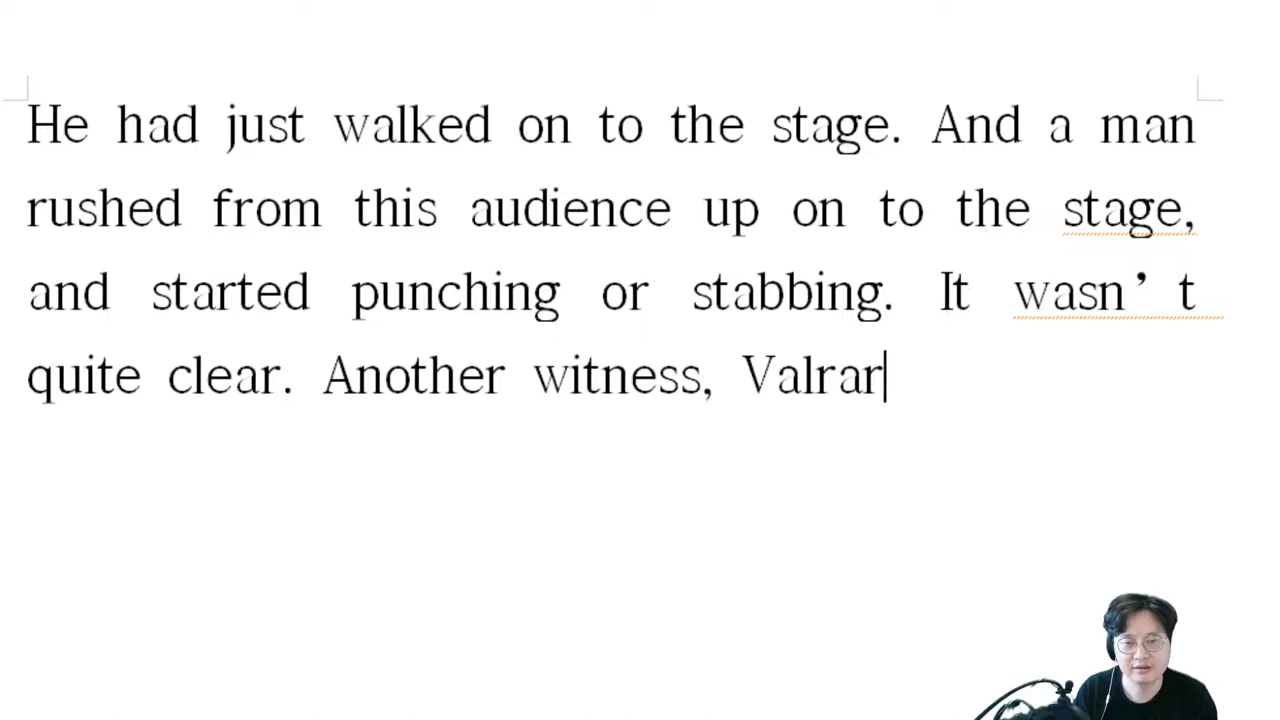 He had just walked on to the stage. And a man
rushed from this audience up on to the stage,
and started punching or stabbing. It wasn’t
quite clear. Another witness, Valrar